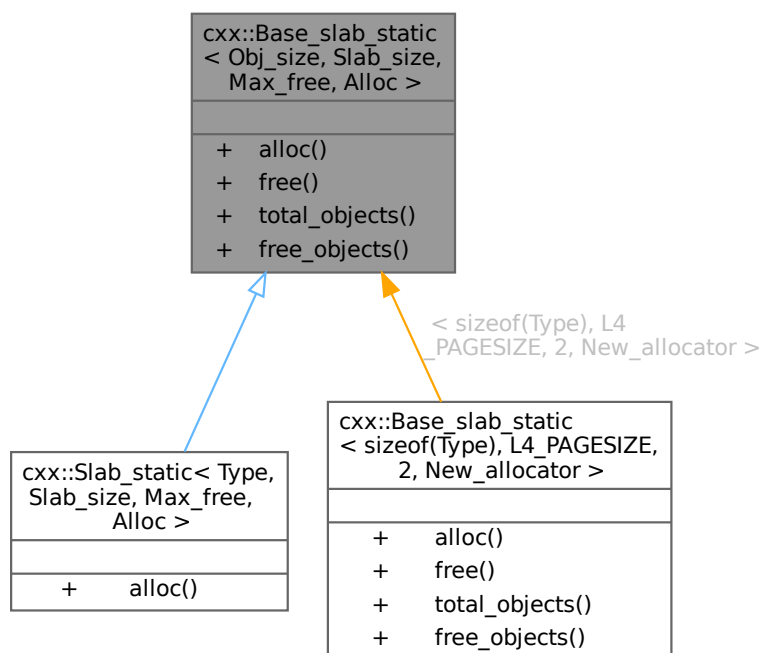 cxx::Base_slab_static
< Obj_size, Slab_size,
Max_free, Alloc >
+ alloc()
+ free()
+ total_objects()
+ free_objects()
< sizeof(Type), L4
_PAGESIZE, 2, New_allocator >
cxx::Slab_static< Type,
Slab_size, Max_free,
Alloc >
+ alloc()
cxx::Base_slab_static
< sizeof(Type), L4_PAGESIZE,
2, New_allocator >
+ alloc()
+ free()
+ total_objects()
+ free_objects()